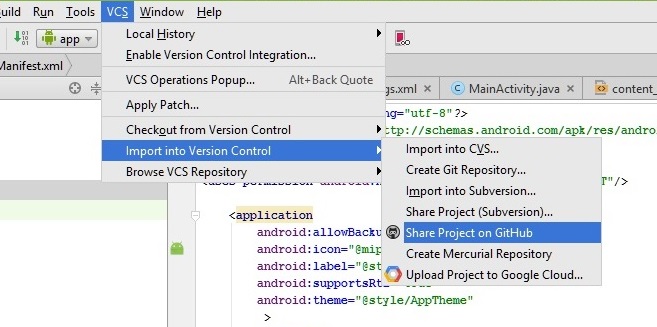 uild Run Tools VCS Window Help
app
Manifest.xml
Local History
Enable Version Control Integration...
VCS Operations Popup... Alt+Back Quote
Apply Patch...
Checkout from Version Control
Import into Version Control
Browse VCS Repository
gs.xml MainActivity.java content_
ng="utf-8"?>
ttp://schemas.android.com/apk/res/andro
Import into CVS...
Create Git Repository...
Import into Subversion...
Share Project (Subversion)...
Share Project on GitHub
Create Mercurial Repository
Upload Project to Google Cloud...
T"/>
<application
android:allowBacku
android:icon="@mip
android:label="@st
android:supportsRt
android:theme="@style/AppTheme"
>